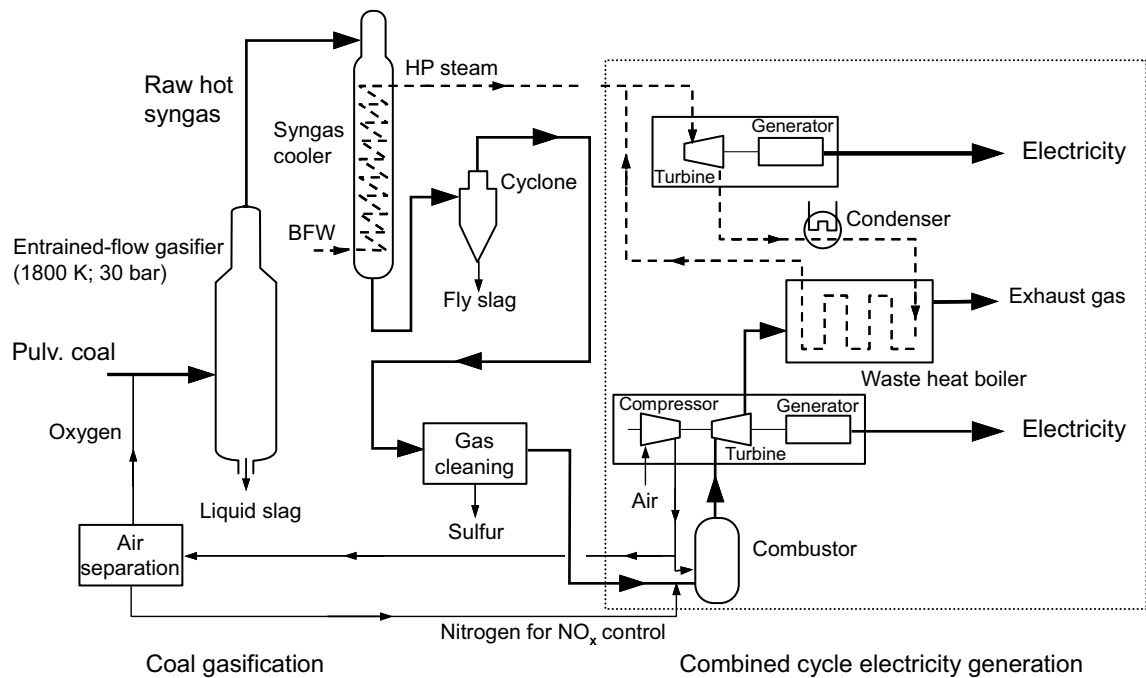 HP steam
Raw hot
syngas
Syngas
cooler
Cyclone
Generator
Turbine
Electricity
Condenser
BFW
Entrained-flow gasifier
(1800 K; 30 bar)
Fly slag
Exhaust gas
Pulv. coal
Waste heat boiler
Compressor
Generator
Turbine
Electricity
Oxygen
Gas
cleaning
Air
Liquid slag
Sulfur
Air
separation
Combustor
Nitrogen for NOx control
Coal gasification
Combined cycle electricity generation